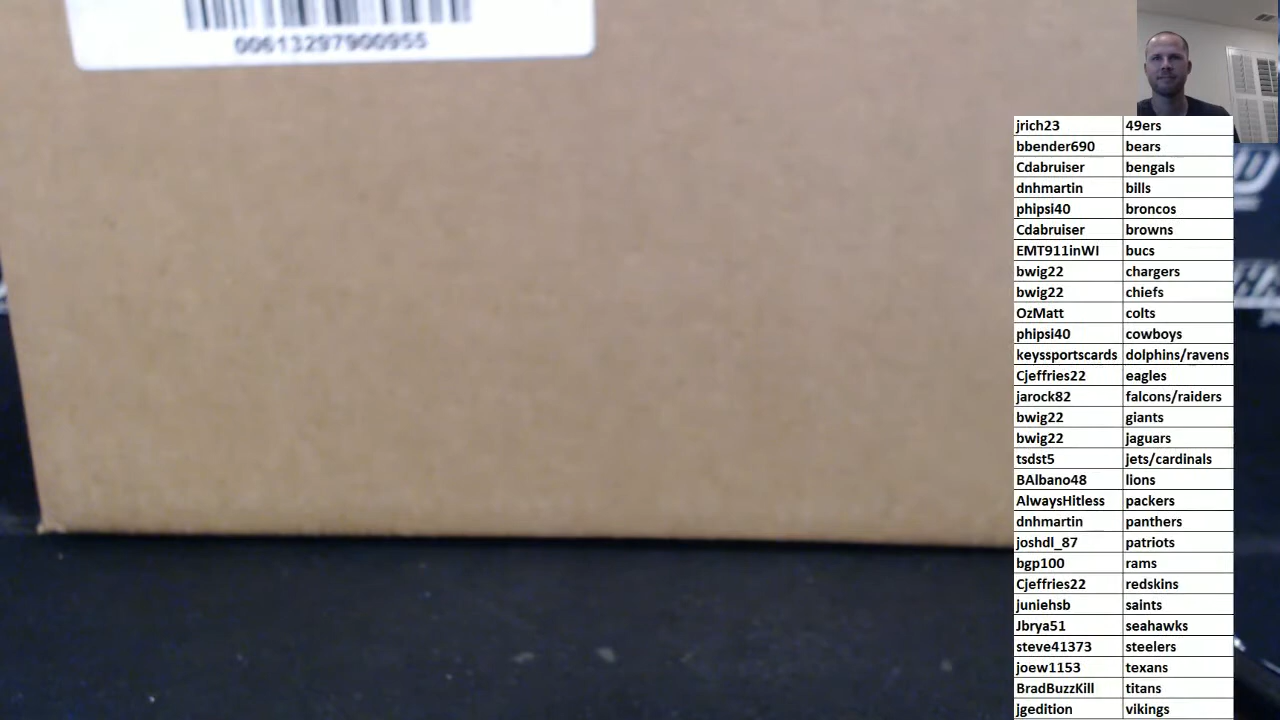 00613297900955
jrich23 49ers
bbender690 bears
Cdabruiser bengals
dnhmartin bills
phipsi40 broncos
Cdabruiser browns
EMT911inWI bucs
bwig22 chargers
bwig22 chiefs
OzMatt colts
phipsi40 cowboys
keyssportscards dolphins/ravens
Cjeffries22 eagles
jarock82 falcons/raiders
bwig22 giants
bwig22 jaguars
tsdst5 jets/cardinals
BAlbano48 lions
AlwaysHitless packers
dnhmartin panthers
joshdl_87 patriots
bgp100 rams
Cjeffries22 redskins
juniehsb saints
Jbrya51 seahawks
steve41373 steelers
joew1153 texans
BradBuzzKill titans
jgedition vikings